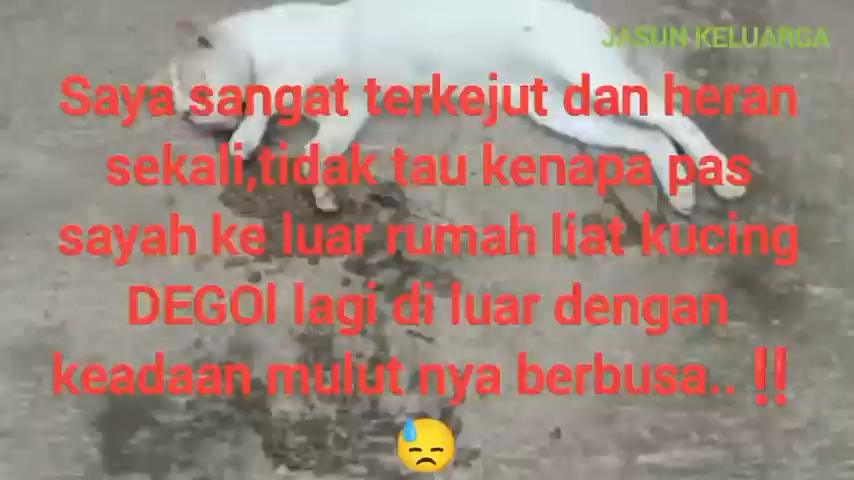 JASUN KELUARGA
Saya sangat terkejut dan heran
sekali,tidak tau kenapa pas
sayah ke luar rumah liat kucing
DEGOl lagi di luar dengan
keadaan mulut nya berbusa.. ‼️
😓